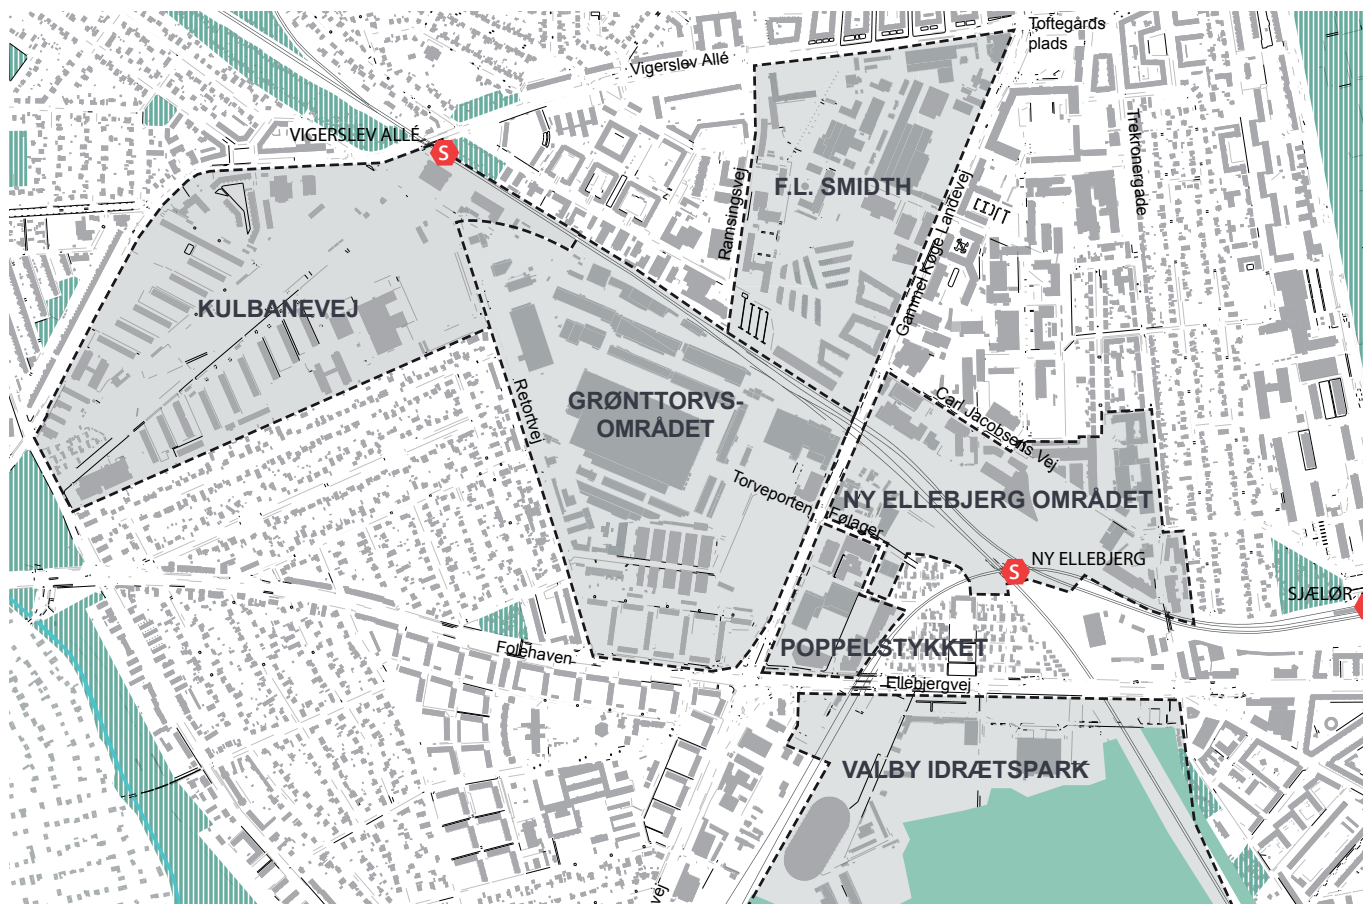 Toftegårds
plads
Vigerslev Allé
VIGERSLEV ALLÉ
S
Trekronergade
F.L. SMIDTH
Ramsingsvej
Gammel Køge Landevej
KULBANEVEJ
Retortvej
GRØNTTORVS-
OMRÅDET
Carl Jacobsens Vej
Torveporten
NY ELLEBJERG OMRÅDET
Følager
NY ELLEBJERG
S
SJÆLØR
Folehaven
POPPELSTYKKET
Ellebjergvej
VALBY IDRÆTSPARK
vej